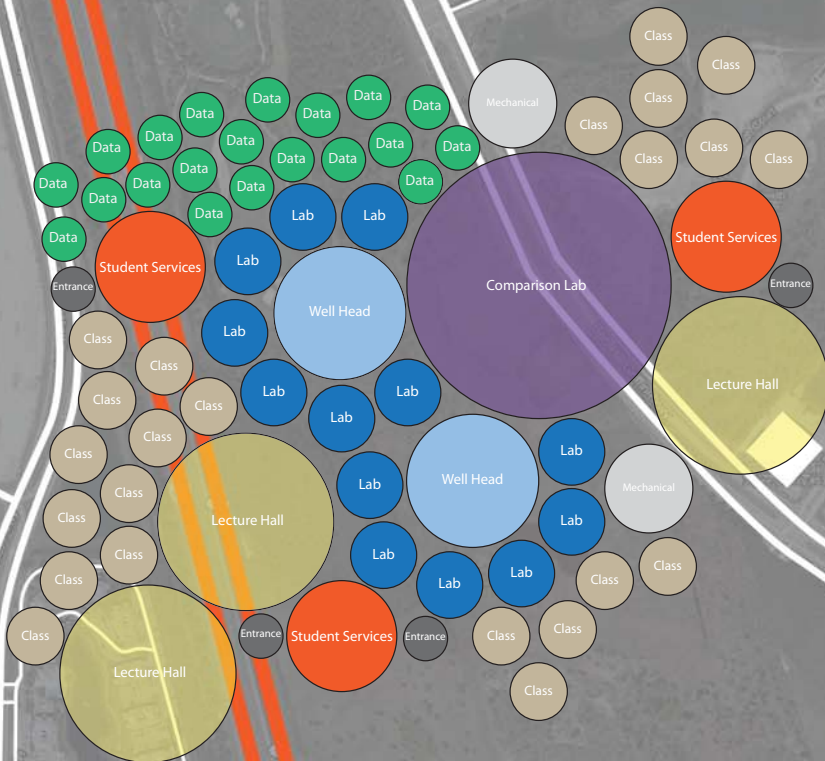 Class
Class
Data
Data
Data
Class
Mechanical
Data
Data
Class
Data
Data
Data
Data
Data
Class
Data
Data
Class
Class
Data
Data
Data
Data
Data
Data
Data
Lab
Lab
Student Services
Data
Lab
Student Services
Comparison Lab
Entrance
Entrance
Well Head
Lab
Class
Class
Lecture Hall
Lab
Lab
Class
Class
Lab
Class
Lab
Class
Well Head
Lab
Mechanical
Class
Class
Lecture Hall
Lab
Class
Lab
Class
Lab
Lab
Class
Class
Class
Entrance
Student Services
Entrance
Class
Class
Lecture Hall
Class